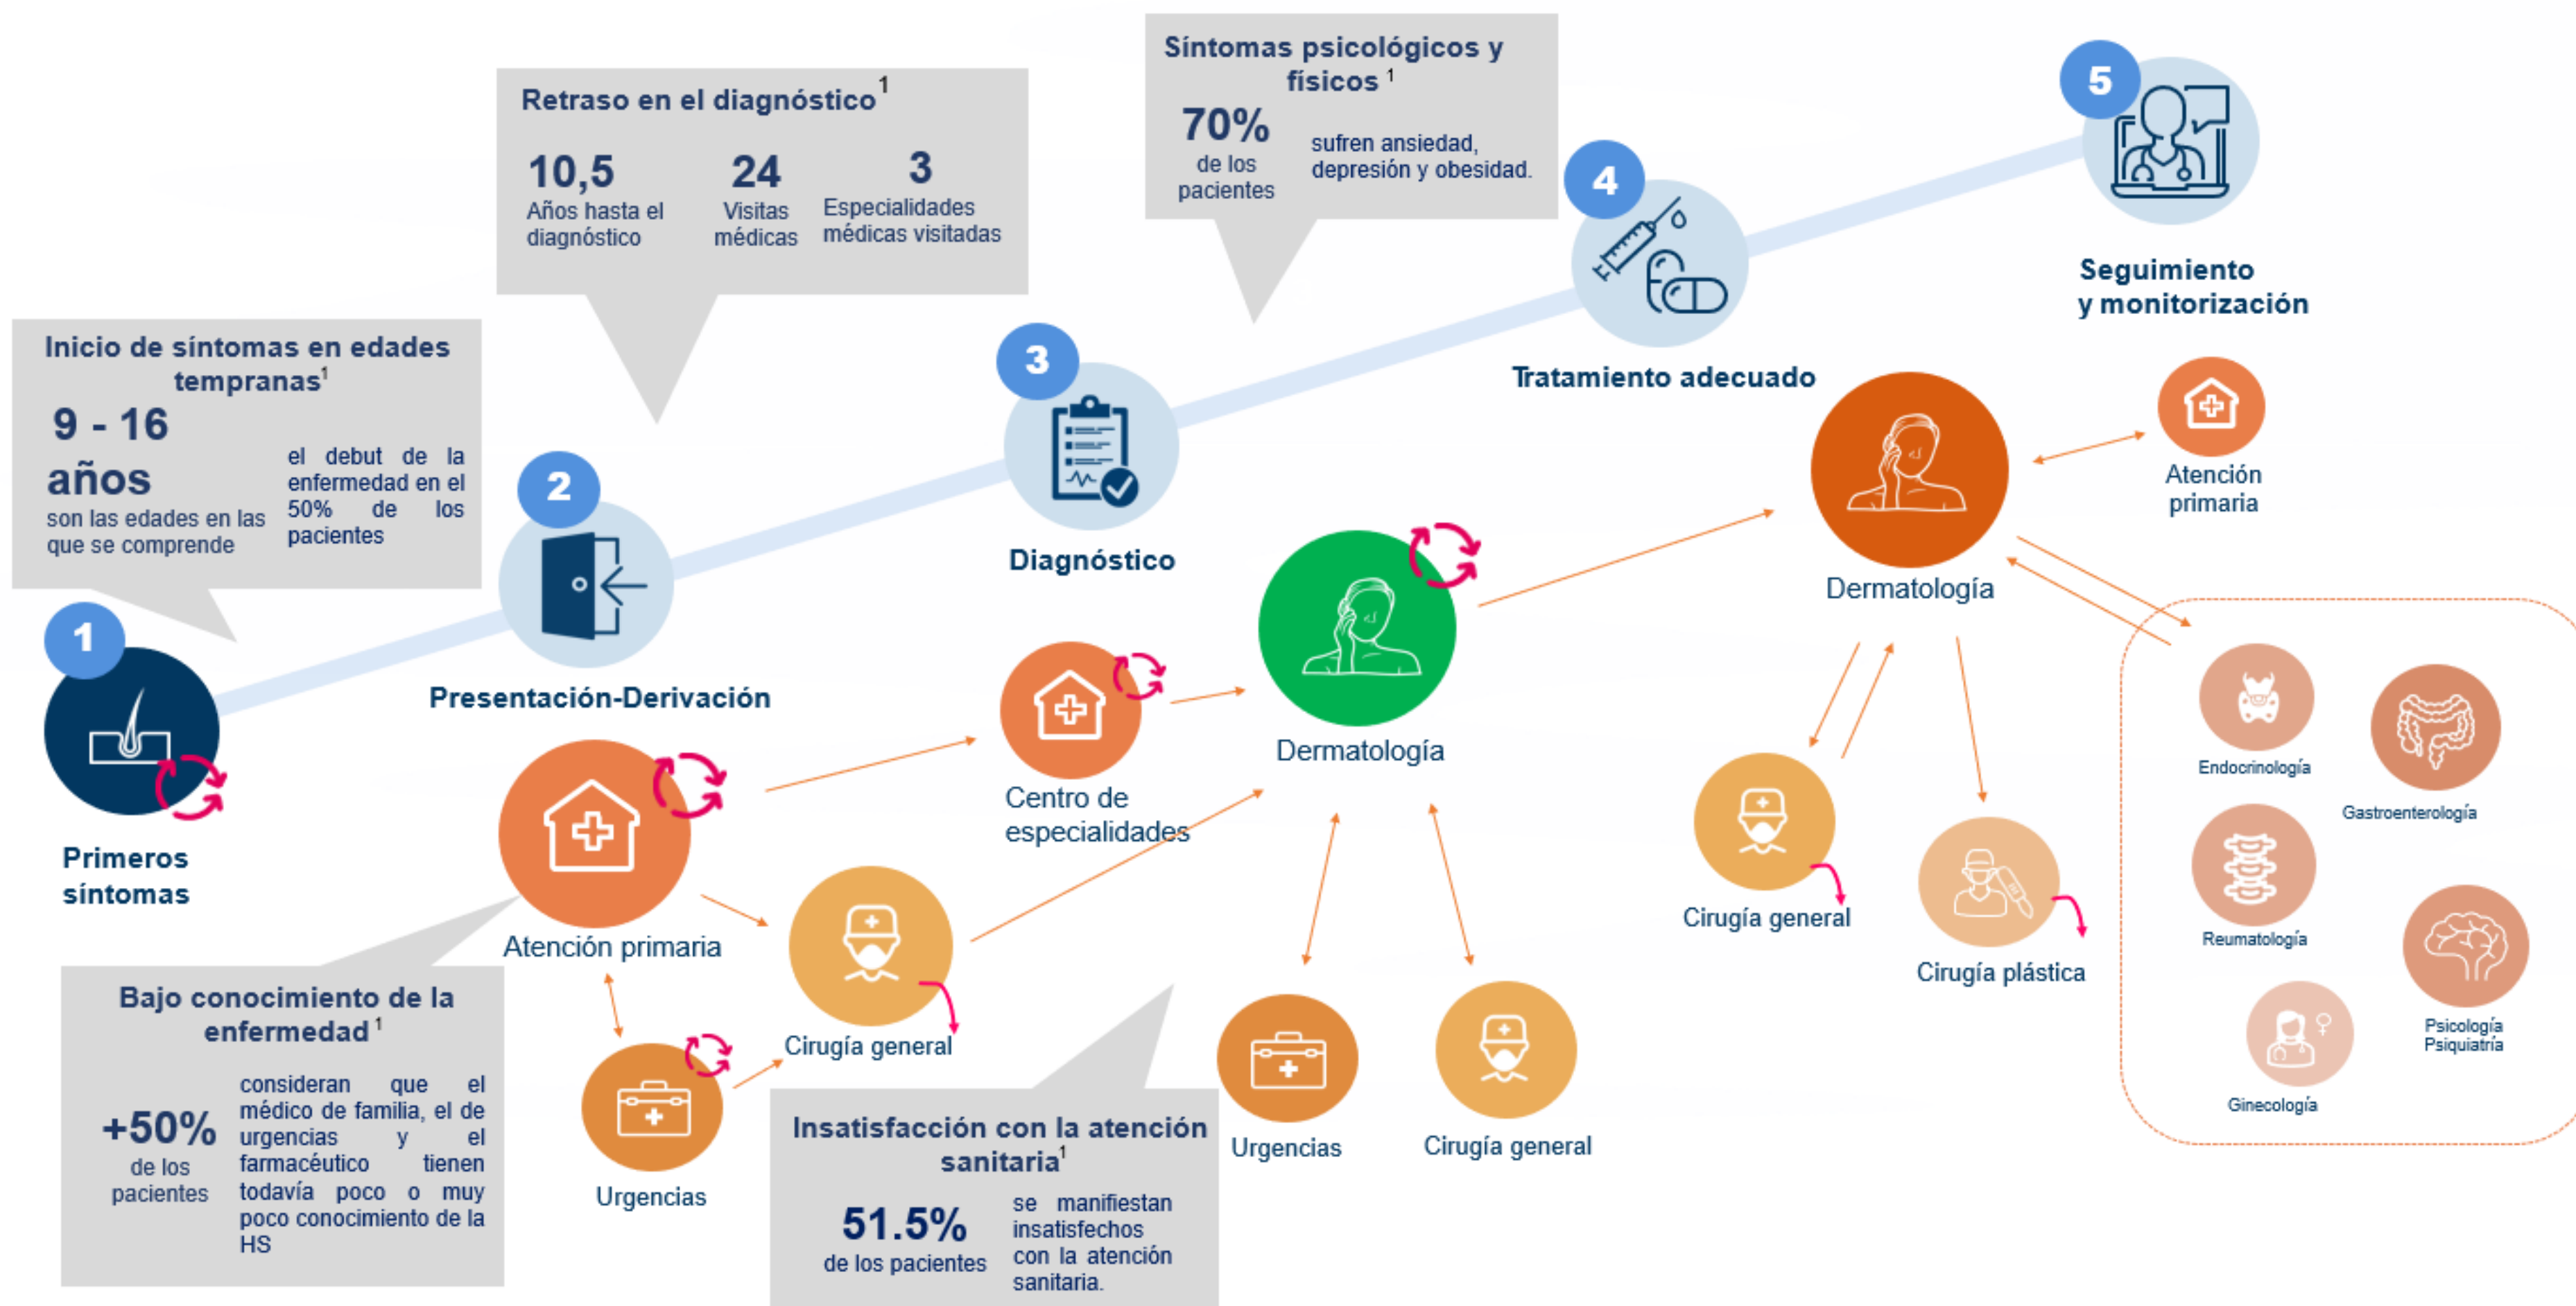 Síntomas psicológicos y
físicos 1
70%
de los
pacientes
sufren ansiedad,
depresión y obesidad.
5
Seguimiento
y monitorización
Retraso en el diagnóstico 1
10,5
Años hasta el
diagnóstico
24
Visitas
médicas
3
Especialidades
médicas visitadas
4
Tratamiento adecuado
Inicio de síntomas en edades
tempranas 1
9 - 16
años
son las edades en las
que se comprende
el debut de la
enfermedad en el
50% de los
pacientes
3
Diagnóstico
2
Presentación-Derivación
1
Primeros
síntomas
Atención
primaria
Dermatología
Dermatología
Centro de
especialidades
Atención primaria
Cirugía general
Urgencias
Bajo conocimiento de la
enfermedad 1
+50%
de los
pacientes
consideran que el
médico de familia, el de
urgencias y el
farmacéutico tienen
todavía poco o muy
poco conocimiento de la
HS
Insatisfacción con la atención
sanitaria 1
51.5%
de los pacientes
se manifiestan
insatisfechos
con la atención
sanitaria.
Urgencias
Cirugía general
Cirugía general
Cirugía plástica
Endocrinología
Gastroenterología
Reumatología
Psicología
Psiquiatría
Ginecología